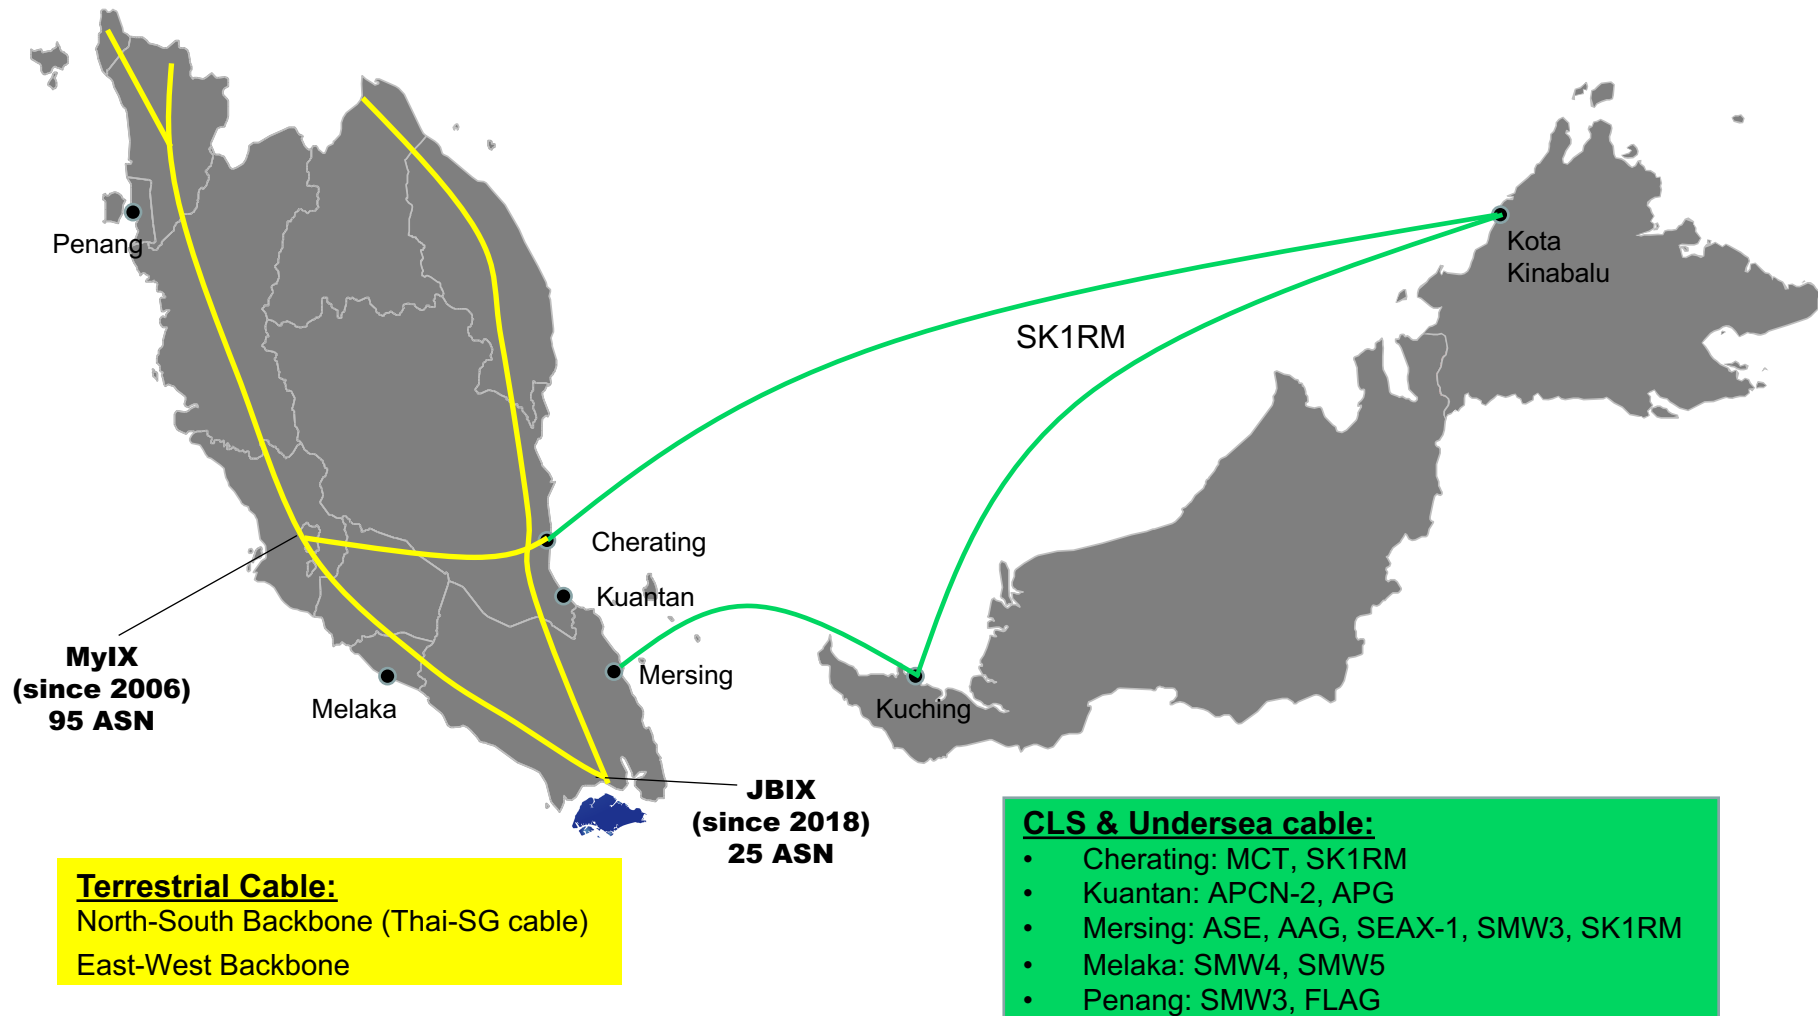 Penang
Kota
Kinabalu
SK1RM
Cherating
Kuantan
Mersing
Melaka
Kuching
MyIX
(since 2006)
95 ASN
JBIX
(since 2018)
25 ASN
Terrestrial Cable:
North-South Backbone (Thai-SG cable)
East-West Backbone
CLS & Undersea cable:
• Cherating: MCT, SK1RM
• Kuantan: APCN-2, APG
• Mersing: ASE, AAG, SEAX-1, SMW3, SK1RM
• Melaka: SMW4, SMW5
• Penang: SMW3, FLAG